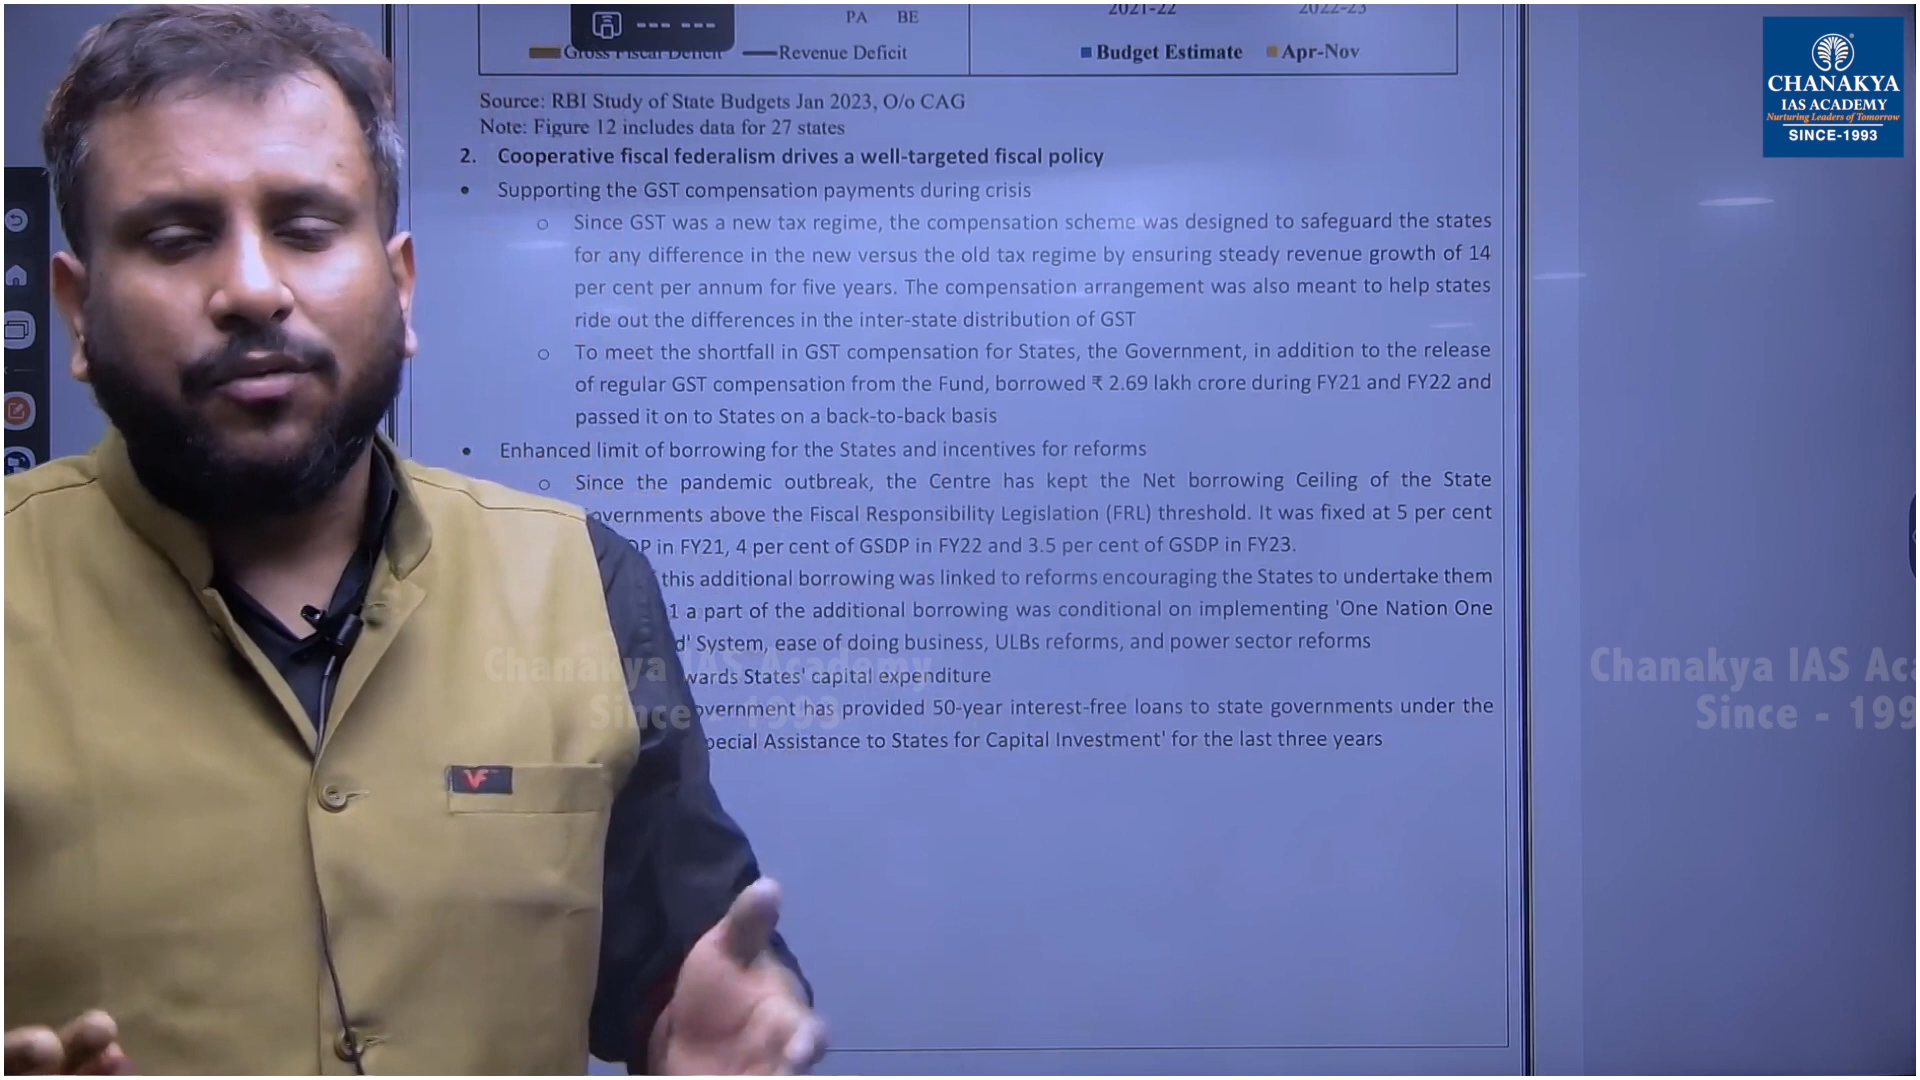 PA BE
2021-22 2022-23
Gross Fiscal Deficit Revenue Deficit
Budget Estimate Apr-Nov
Source: RBI Study of State Budgets Jan 2023, O/o CAG
Note: Figure 12 includes data for 27 states
2. Cooperative fiscal federalism drives a well-targeted fiscal policy
• Supporting the GST compensation payments during crisis
o Since GST was a new tax regime, the compensation scheme was designed to safeguard the states
for any difference in the new versus the old tax regime by ensuring steady revenue growth of 14
per cent per annum for five years. The compensation arrangement was also meant to help states
ride out the differences in the inter-state distribution of GST
o To meet the shortfall in GST compensation for States, the Government, in addition to the release
of regular GST compensation from the Fund, borrowed ₹ 2.69 lakh crore during FY21 and FY22 and
passed it on to States on a back-to-back basis
• Enhanced limit of borrowing for the States and incentives for reforms
o Since the pandemic outbreak, the Centre has kept the Net borrowing Ceiling of the State
overnments above the Fiscal Responsibility Legislation (FRL) threshold. It was fixed at 5 per cent
DP in FY21, 4 per cent of GSDP in FY22 and 3.5 per cent of GSDP in FY23.
this additional borrowing was linked to reforms encouraging the States to undertake them
1 a part of the additional borrowing was conditional on implementing 'One Nation One
d' System, ease of doing business, ULBs reforms, and power sector reforms
wards States' capital expenditure
overnment has provided 50-year interest-free loans to state governments under the
pecial Assistance to States for Capital Investment' for the last three years
CHANAKYA
IAS ACADEMY
Nurturing Leaders of Tomorrow
SINCE-1993
Chanakya IAS Academy
Since - 1993
Chanakya IAS Aca
Since - 199
VF